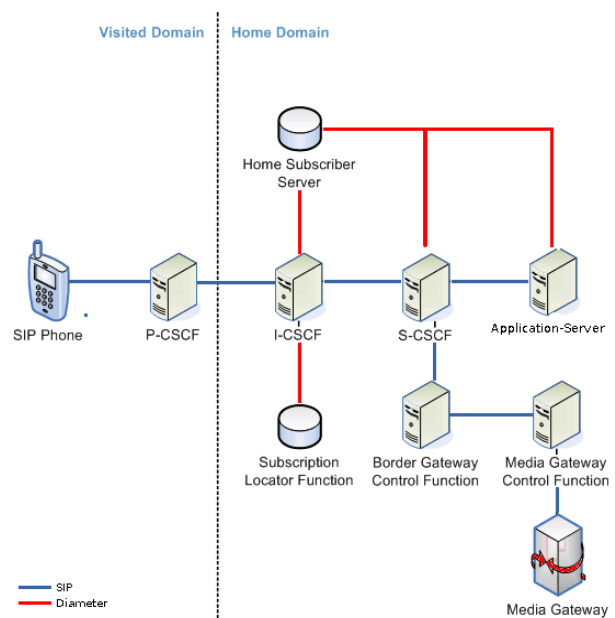 Visited Domain
Home Domain
Home Subscriber
Server
SIP Phone
P-CSCF
I-CSCF
S-CSCF
Application-Server
Subscription
Locator Function
Border Gateway
Control Function
Media Gateway
Control Function
SIP
Diameter
Media Gateway